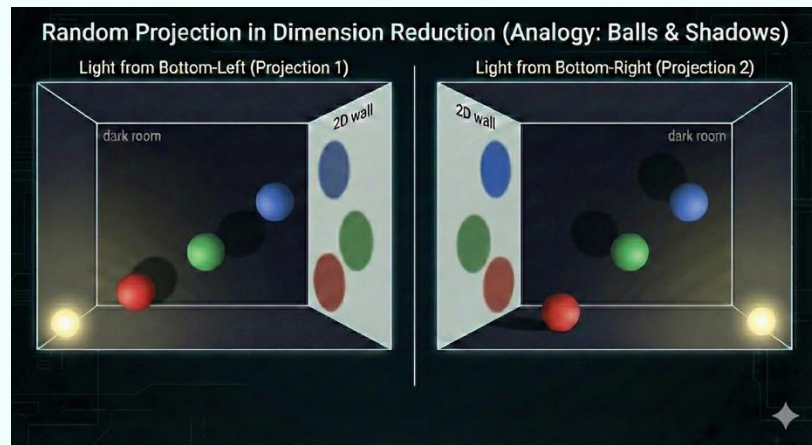 Random Projection in Dimension Reduction (Analogy: Balls & Shadows)
Light from Bottom-Left (Projection 1)
2D wall
dark room
Light from Bottom-Right (Projection 2)
2D wall
dark room